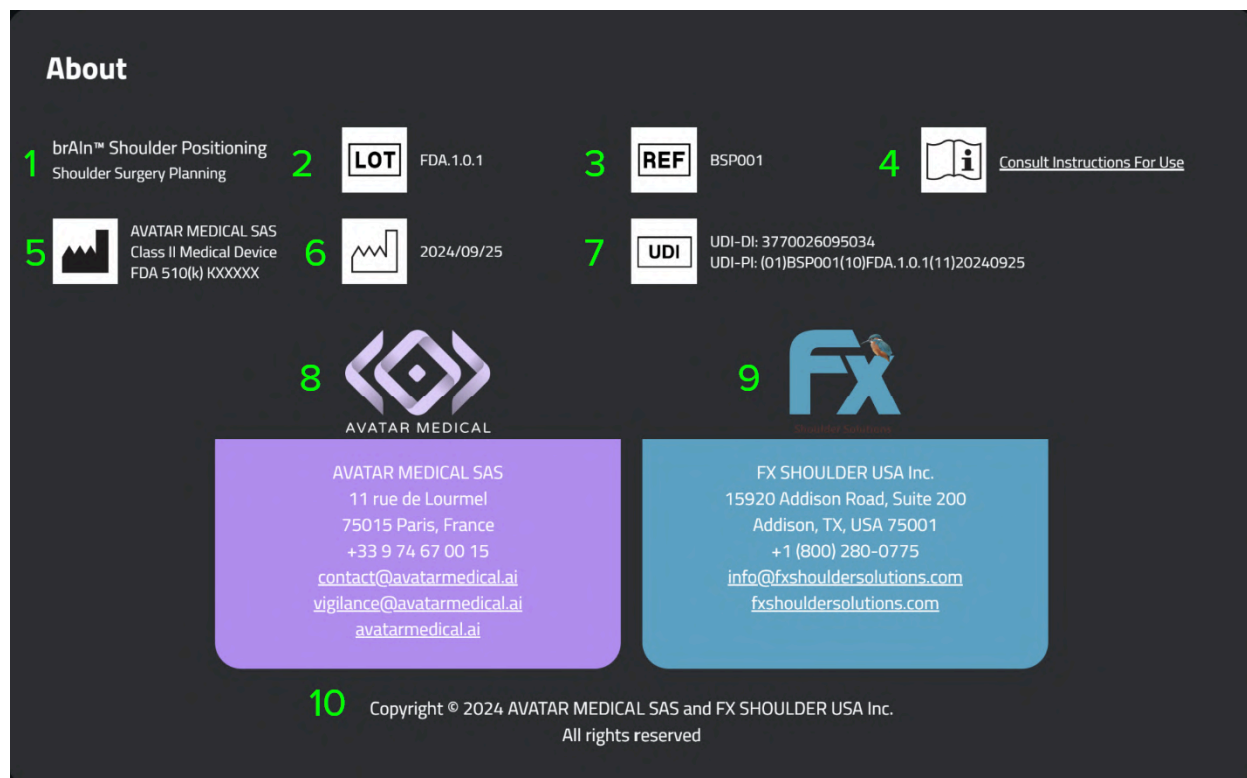 About
1 brAIn™ Shoulder Positioning
Shoulder Surgery Planning
2 LOT FDA.1.0.1
3 REF BSP001
4 i Consult Instructions For Use
5 AVATAR MEDICAL SAS
Class II Medical Device
FDA 510(k) KXXXXX
6 2024/09/25
7 UDI UDI-DI: 3770026095034
UDI-PI: (01)BSP001(10)FDA.1.0.1(11)20240925
8 AVATAR MEDICAL
AVATAR MEDICAL SAS
11 rue de Lourmel
75015 Paris, France
+33 9 74 67 00 15
contact@avatarmedical.ai
vigilance@avatarmedical.ai
avatarmedical.ai
9 Fx
Shoulder Solutions
FX SHOULDER USA Inc.
15920 Addison Road, Suite 200
Addison, TX, USA 75001
+1 (800) 280-0775
info@fxshouldersolutions.com
fxshouldersolutions.com
10 Copyright © 2024 AVATAR MEDICAL SAS and FX SHOULDER USA Inc.
All rights reserved